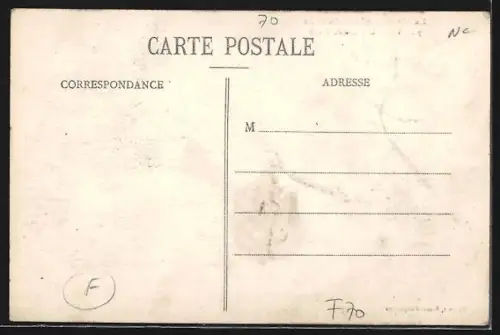 70
Nc
CARTE POSTALE
CORRESPONDANCE
ADRESSE
M
F
F70